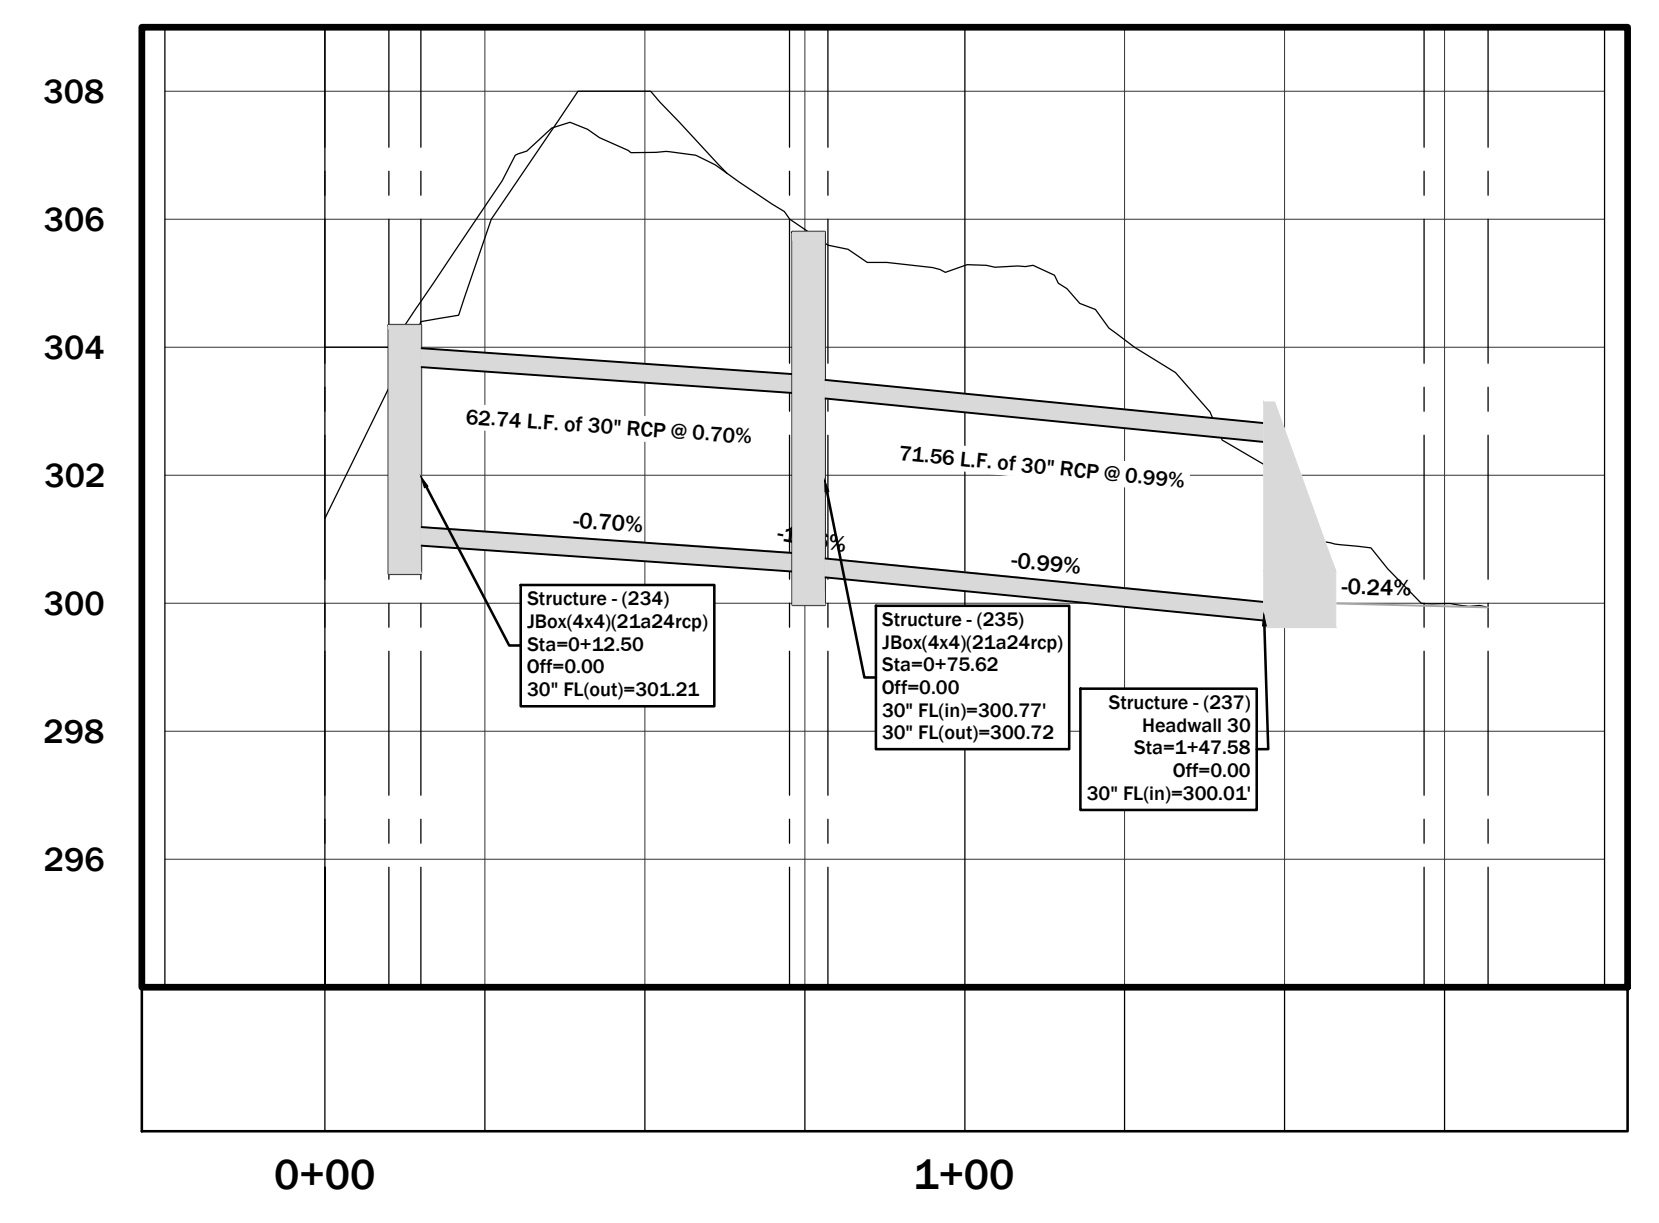 308
306
304
302
300
298
296
62.74 L.F. of 30" RCP @ 0.70%
71.56 L.F. of 30" RCP @ 0.99%
-0.70%
-0.99%
-0.24%
Structure - (234)
JBox(4x4)(21a24rcp)
Sta=0+12.50
Off=0.00
30" FL(out)=301.21
Structure - (235)
JBox(4x4)(21a24rcp)
Sta=0+75.62
Off=0.00
30" FL(in)=300.77'
30" FL(out)=300.72
Structure - (237)
Headwall 30
Sta=1+47.58
Off=0.00
30" FL(in)=300.01'
0+00
1+00